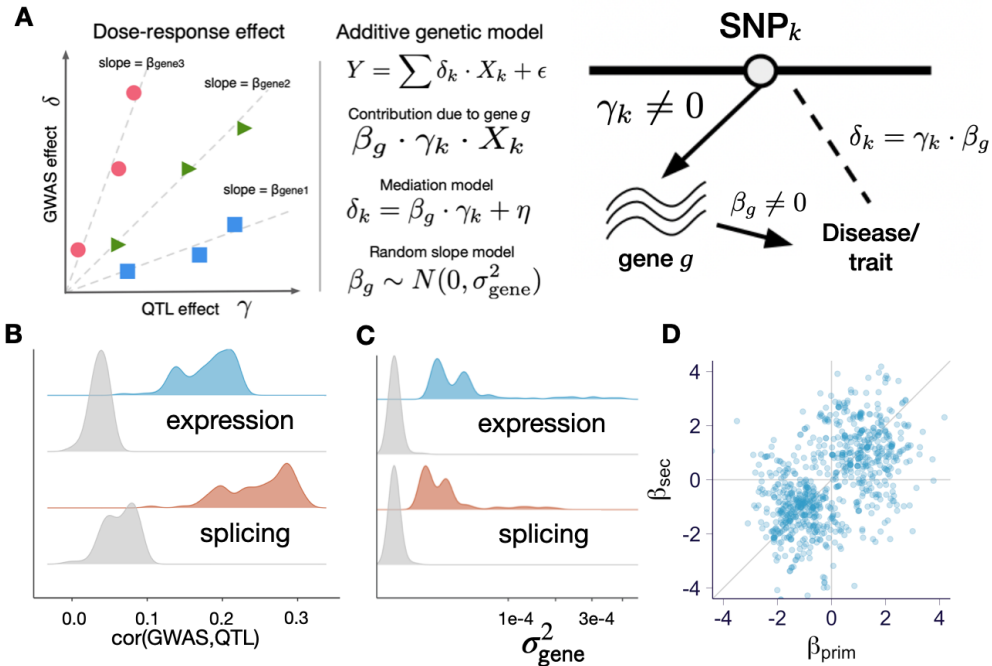 A
Dose-response effect
slope = βgene3
slope = βgene2
slope = βgene1
GWAS effect δ
QTL effect γ
Additive genetic model
Y = ∑ δk · Xk + ϵ
Contribution due to gene g
βg · γk · Xk
Mediation model
δk = βg · γk + η
Random slope model
βg ∼ N(0, σ²gene)
SNPk
γk ≠ 0
δk = γk · βg
βg ≠ 0
gene g
Disease/
trait
B
expression
splicing
0.0 0.1 0.2 0.3
cor(GWAS,QTL)
C
expression
splicing
1e-4 3e-4
σ²gene
D
4
2
0
-2
-4
βsec
-4 -2 0 2 4
βprim